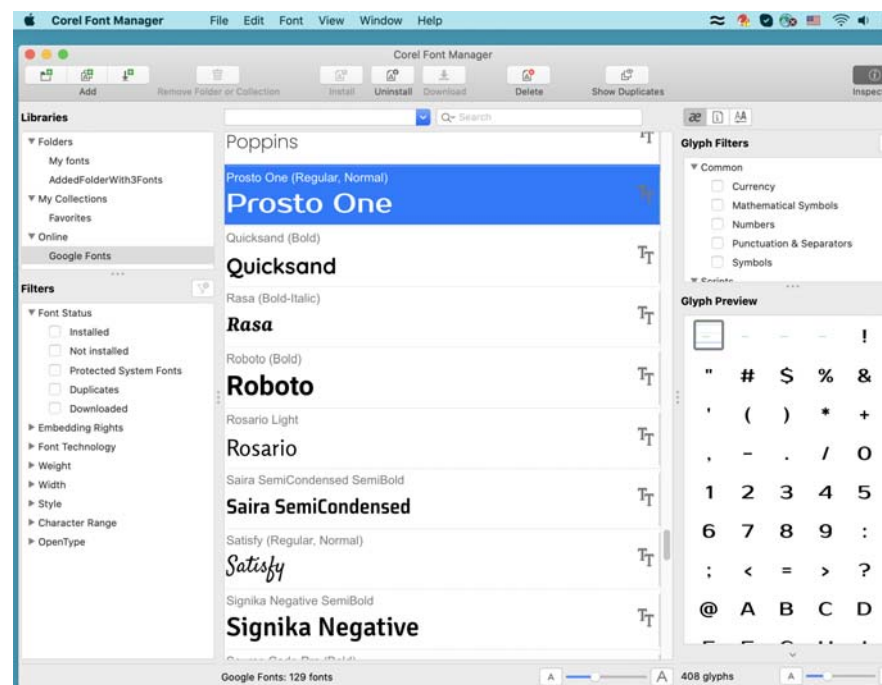 Corel Font Manager File Edit Font View Window Help
Corel Font Manager
Add Remove Folder or Collection Install Uninstall Download Delete Show Duplicates Inspec
Libraries
Folders
My fonts
AddedFolderWith3Fonts
My Collections
Favorites
Online
Google Fonts
Filters
Font Status
Installed
Not installed
Protected System Fonts
Duplicates
Downloaded
Embedding Rights
Font Technology
Weight
Width
Style
Character Range
OpenType
Search
Poppins
Prosto One (Regular, Normal)
Prosto One
Quicksand (Bold)
Quicksand
Rasa (Bold-Italic)
Rasa
Roboto (Bold)
Roboto
Rosario Light
Rosario
Saira SemiCondensed SemiBold
Saira SemiCondensed
Satisfy (Regular, Normal)
Satisfy
Signika Negative SemiBold
Signika Negative
Google Fonts: 129 fonts
A A
æ i AA
Glyph Filters
Common
Currency
Mathematical Symbols
Numbers
Punctuation & Separators
Symbols
Scripts
Glyph Preview
!
" # $ % &
' ( ) * +
, - . / 0
1 2 3 4 5
6 7 8 9 :
; < = > ?
@ A B C D
408 glyphs A